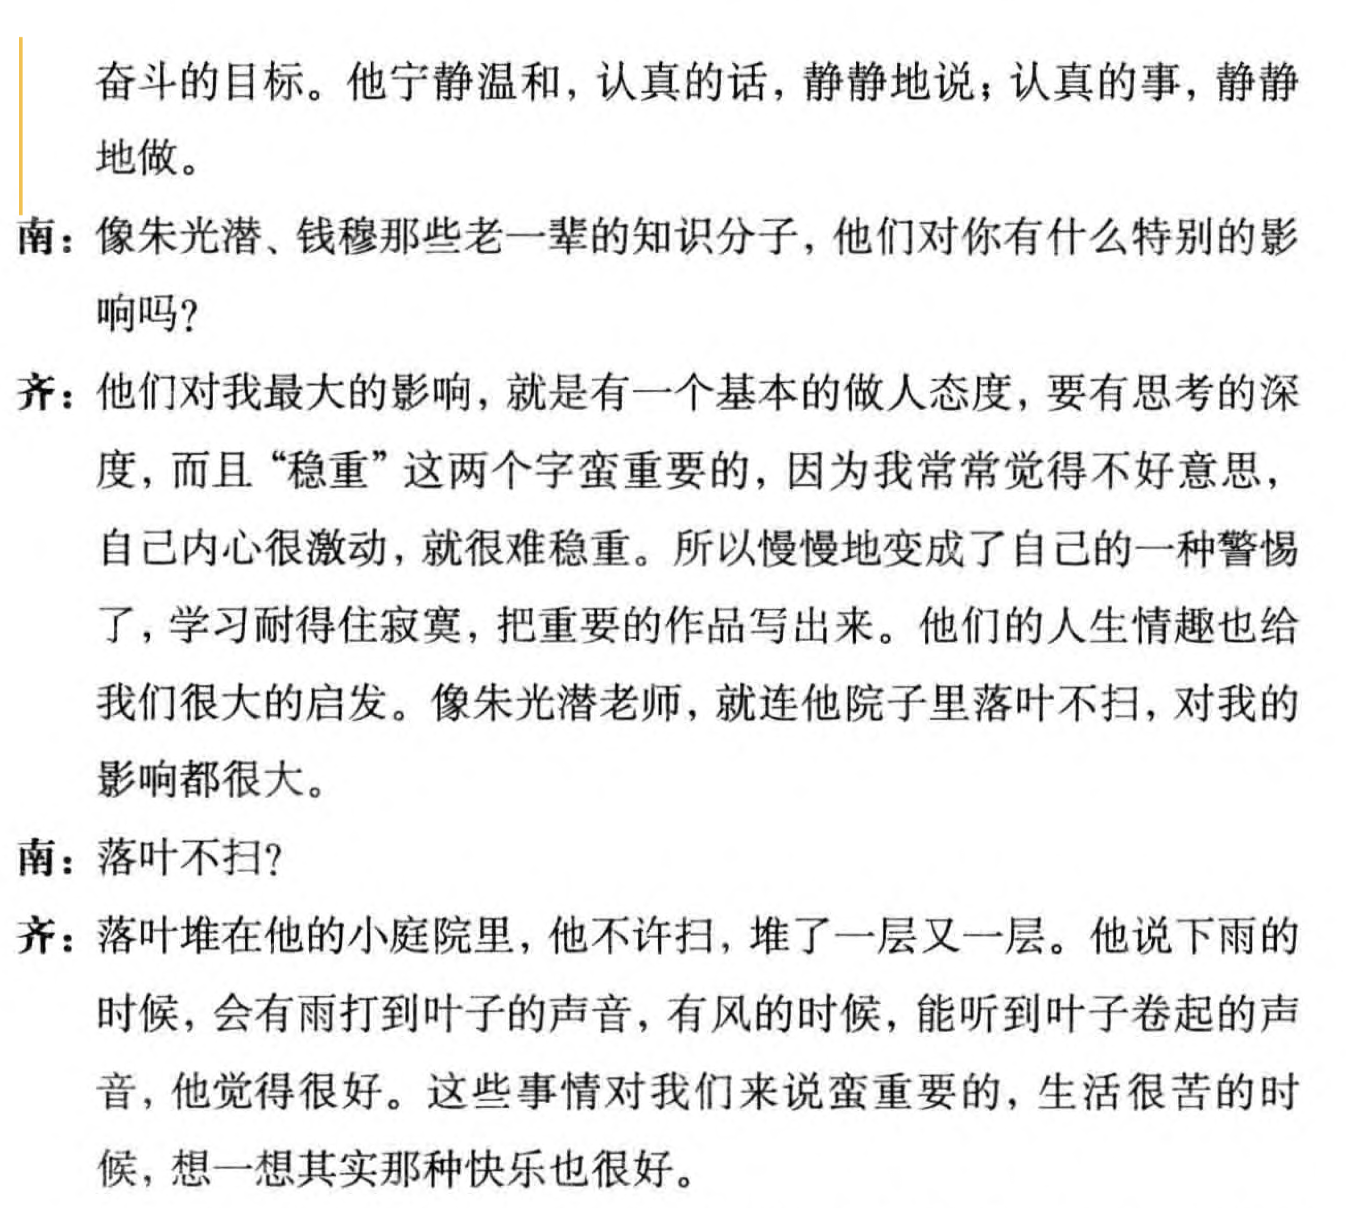 奋斗的目标。他宁静温和，认真的话，静静地说；认真的事，静静
地做。
南：像朱光潜、钱穆那些老一辈的知识分子，他们对你有什么特别的影
响吗？
齐：他们对我最大的影响，就是有一个基本的做人态度，要有思考的深
度，而且“稳重”这两个字蛮重要的，因为我常常觉得不好意思，
自己内心很激动，就很难稳重。所以慢慢地变成了自己的一种警惕
了，学习耐得住寂寞，把重要的作品写出来。他们的人生情趣也给
我们很大的启发。像朱光潜老师，就连他院子里落叶不扫，对我的
影响都很大。
南：落叶不扫？
齐：落叶堆在他的小庭院里，他不许扫，堆了一层又一层。他说下雨的
时候，会有雨打到叶子的声音，有风的时候，能听到叶子卷起的声
音，他觉得很好。这些事情对我们来说蛮重要的，生活很苦的时
候，想一想其实那种快乐也很好。